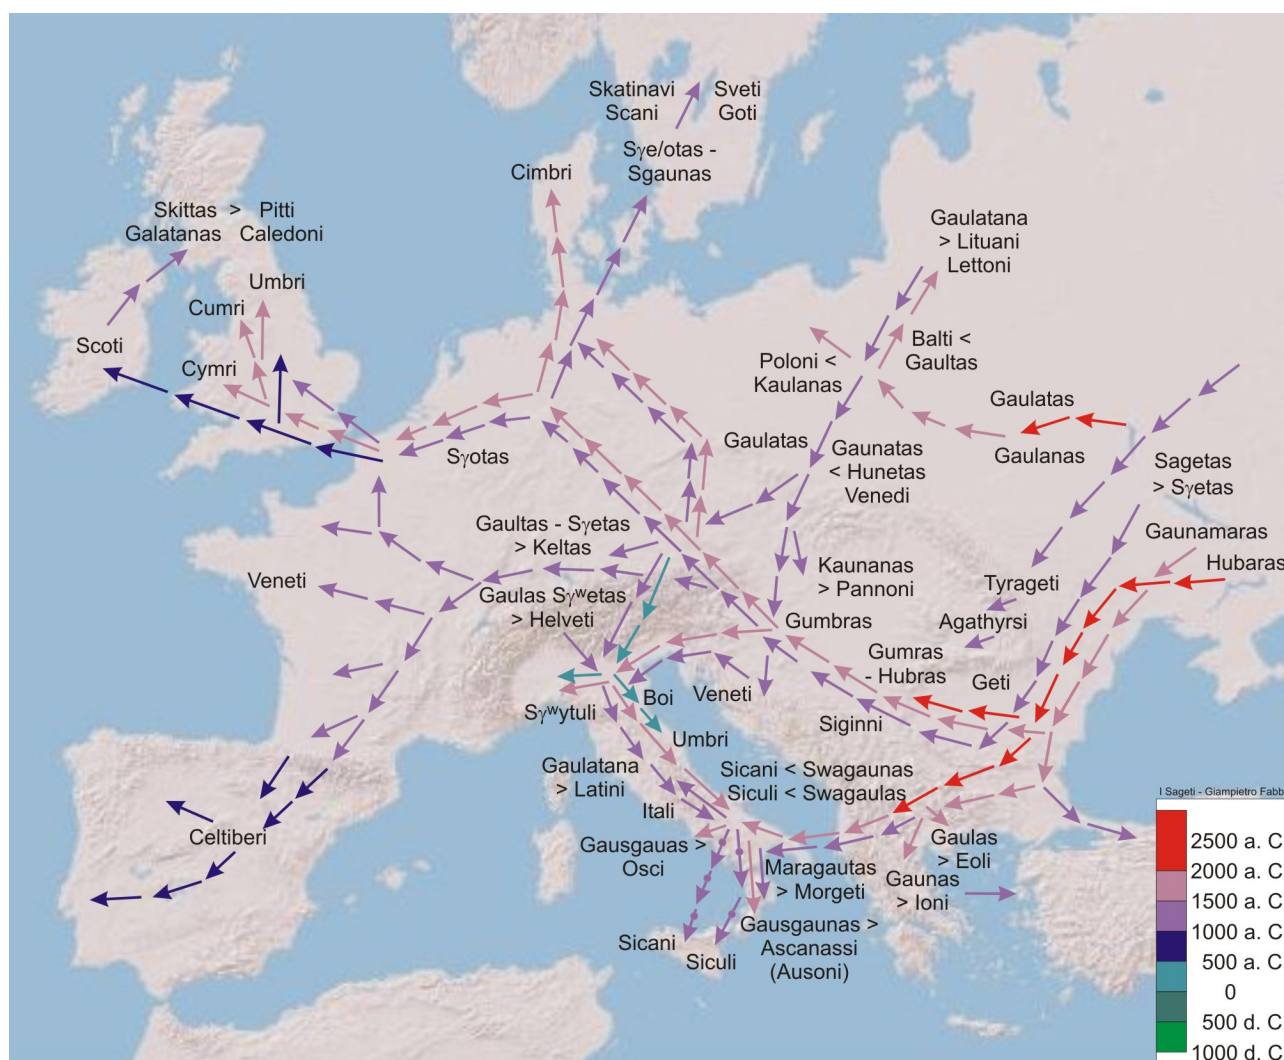 Skatinavi
Scani
Sveti
Goti
Sγe/otas -
Sgaunas
Cimbri
Skittas > Pitti
Galatanas Caledoni
Gaulatana
> Lituani
Lettoni
Umbri
Cumri
Scoti
Cymri
Balti <
Gaultas
Poloni <
Kaulanas
Gaulatas
Gaulanas
Gaulatas
Gaunatas
< Hunetas
Venedi
Sγotas
Sagetas
> Sγetas
Gaunamaras
Hubaras
Gaultas - Sγetas
> Keltas
Kaunanas
> Pannoni
Tyrageti
Veneti
Gaulas Sγʷetas
> Helveti
Agathyrsi
Gumbras
Gumras
- Hubras
Geti
Boi
Veneti
Sγʷytuli
Siginni
Umbri
Gaulatana
> Latini
Sicani < Swagaunas
Siculi < Swagaulas
Itali
Celtiberi
Gausgauas >
Osci
Gaulas
> Eoli
Maragautas
> Morgeti
Gaunas
> Ioni
Gausgaunas >
Ascanassi
(Ausoni)
Sicani
Siculi
I Sageti - Giampietro Fabb
2500 a. C
2000 a. C
1500 a. C
1000 a. C
500 a. C
0
500 d. C
1000 d. C